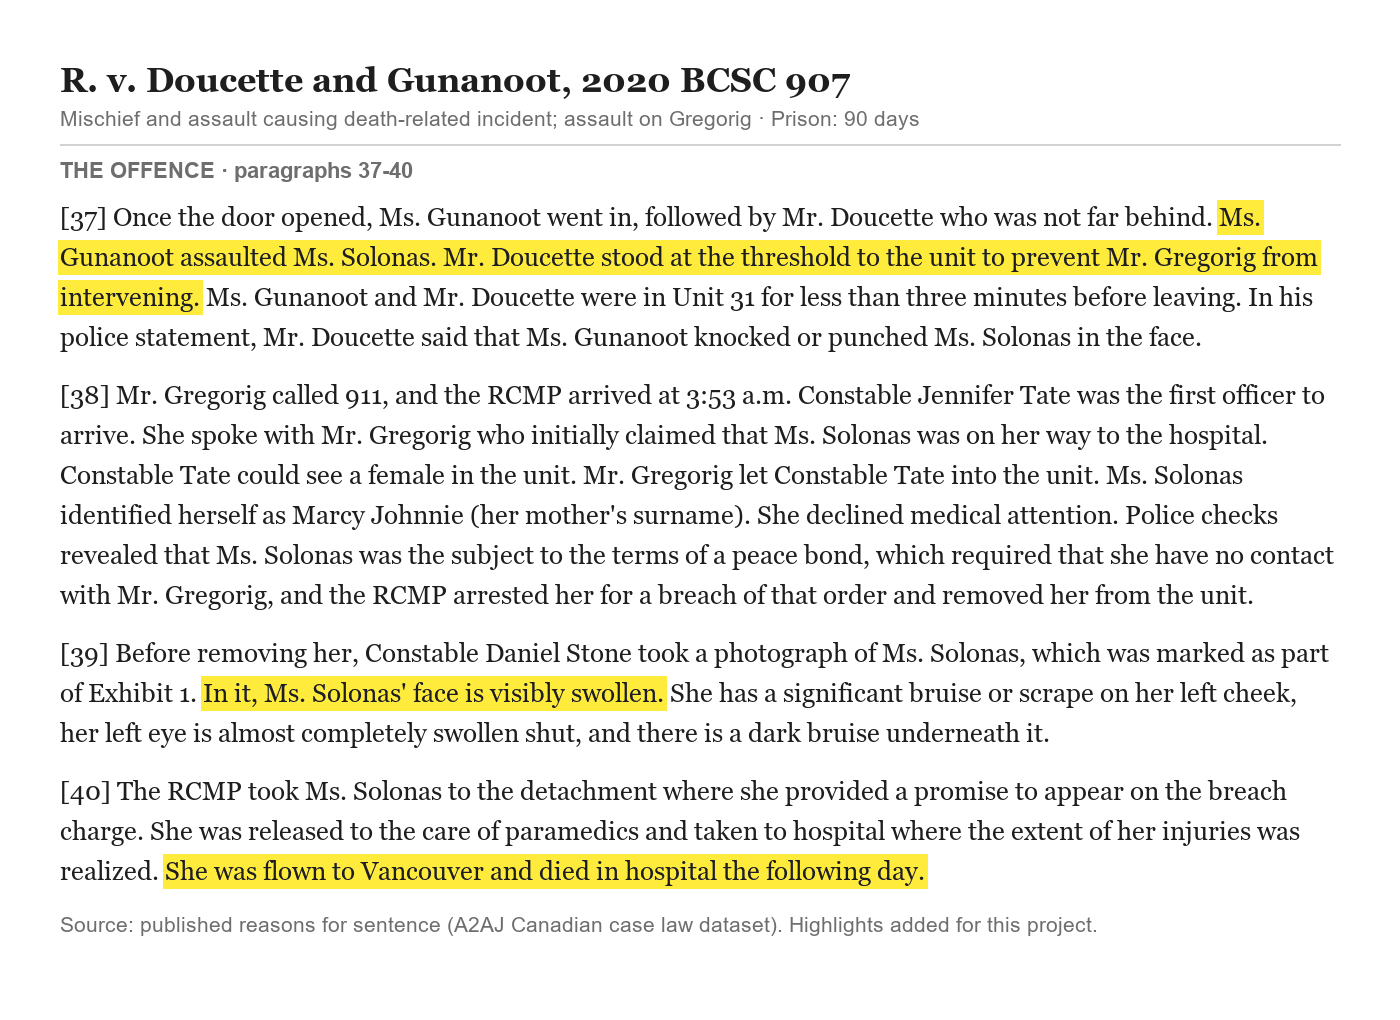 R. v. Doucette and Gunanoot, 2020 BCSC 907
Mischief and assault causing death-related incident; assault on Gregorig · Prison: 90 days
THE OFFENCE · paragraphs 37-40
[37] Once the door opened, Ms. Gunanoot went in, followed by Mr. Doucette who was not far behind. Ms.
Gunanoot assaulted Ms. Solonas. Mr. Doucette stood at the threshold to the unit to prevent Mr. Gregorig from
intervening. Ms. Gunanoot and Mr. Doucette were in Unit 31 for less than three minutes before leaving. In his
police statement, Mr. Doucette said that Ms. Gunanoot knocked or punched Ms. Solonas in the face.
[38] Mr. Gregorig called 911, and the RCMP arrived at 3:53 a.m. Constable Jennifer Tate was the first officer to
arrive. She spoke with Mr. Gregorig who initially claimed that Ms. Solonas was on her way to the hospital.
Constable Tate could see a female in the unit. Mr. Gregorig let Constable Tate into the unit. Ms. Solonas
identified herself as Marcy Johnnie (her mother's surname). She declined medical attention. Police checks
revealed that Ms. Solonas was the subject to the terms of a peace bond, which required that she have no contact
with Mr. Gregorig, and the RCMP arrested her for a breach of that order and removed her from the unit.
[39] Before removing her, Constable Daniel Stone took a photograph of Ms. Solonas, which was marked as part
of Exhibit 1. In it, Ms. Solonas' face is visibly swollen. She has a significant bruise or scrape on her left cheek,
her left eye is almost completely swollen shut, and there is a dark bruise underneath it.
[40] The RCMP took Ms. Solonas to the detachment where she provided a promise to appear on the breach
charge. She was released to the care of paramedics and taken to hospital where the extent of her injuries was
realized. She was flown to Vancouver and died in hospital the following day.
Source: published reasons for sentence (A2AJ Canadian case law dataset). Highlights added for this project.